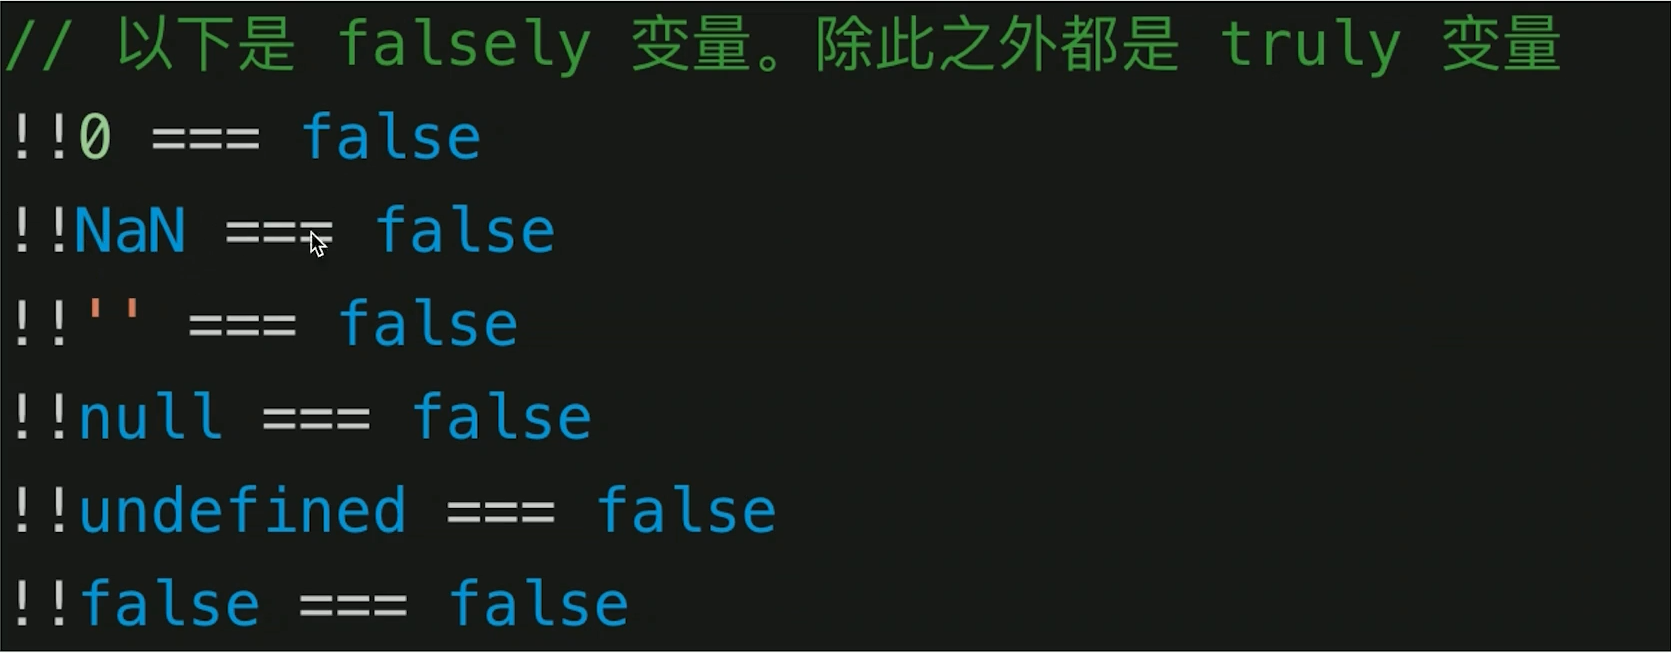 // 以下是 falsely 变量。除此之外都是 truly 变量
!!0 === false
!!NaN === false
!!'' === false
!!null === false
!!undefined === false
!!false === false